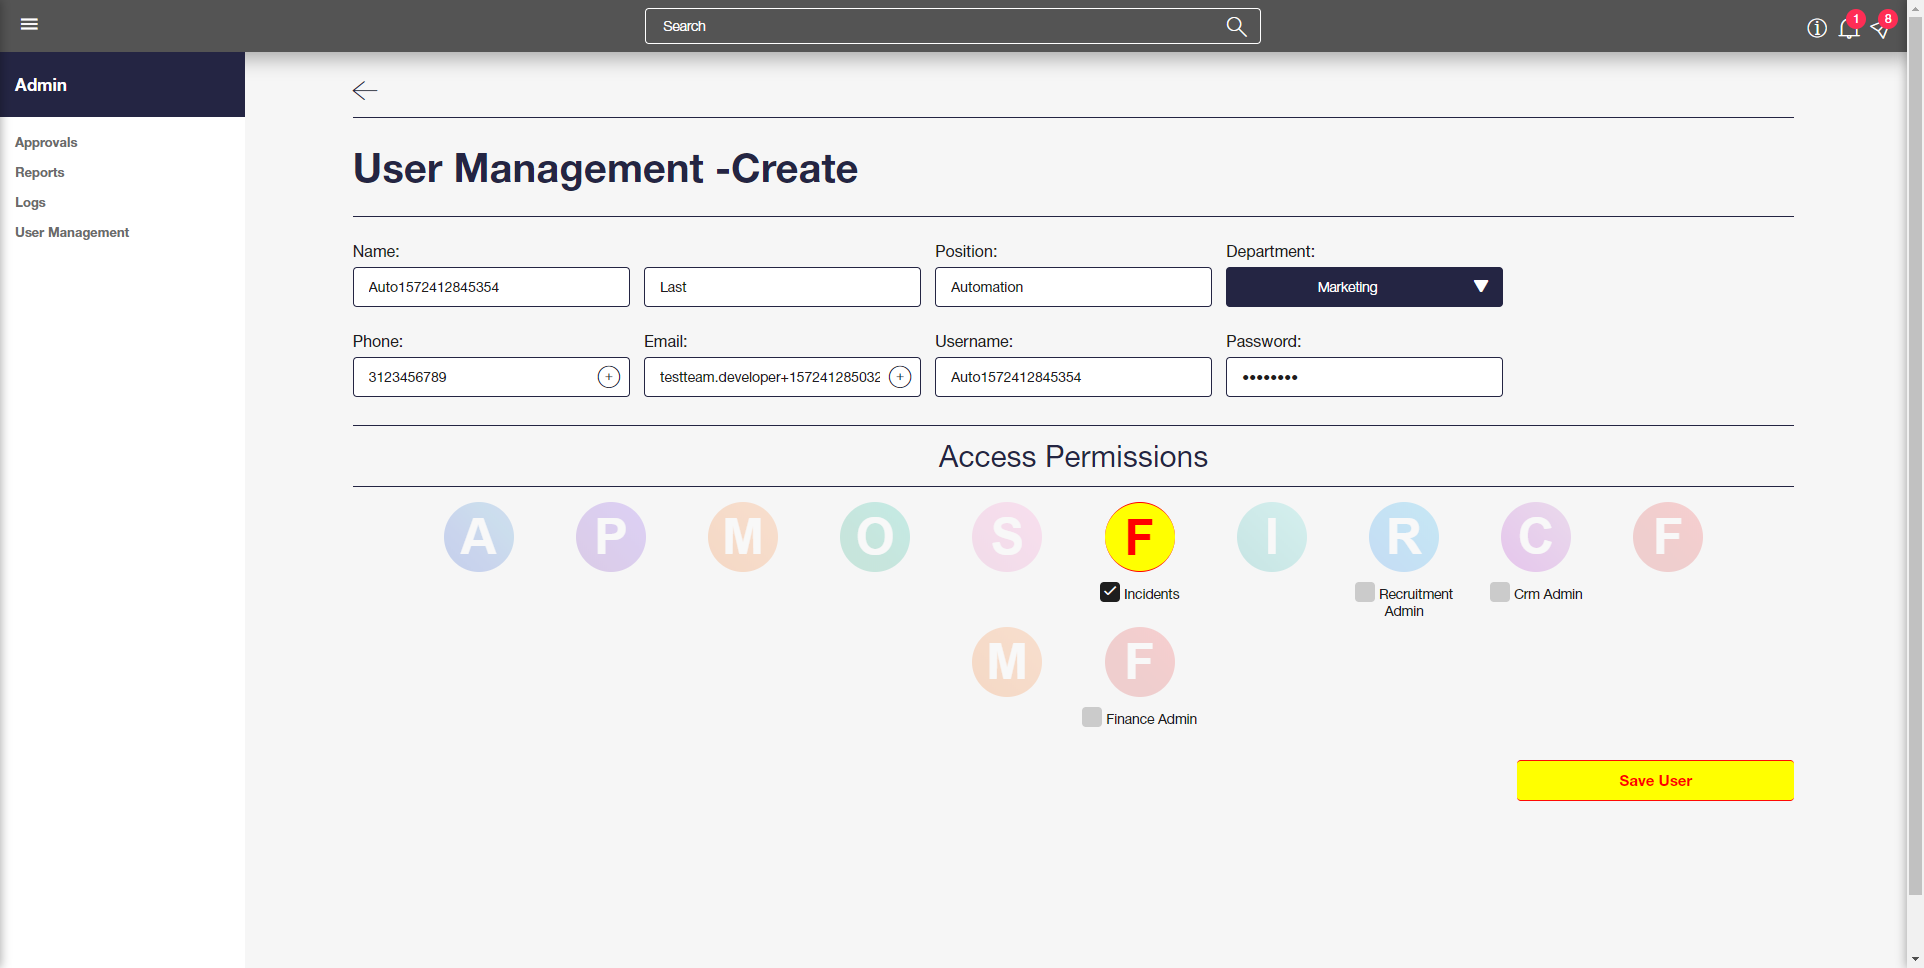 Search
1
8
Admin
Approvals
Reports
Logs
User Management
User Management -Create
Name:
Position:
Department:
Auto1572412845354
Last
Automation
Marketing
Phone:
Email:
Username:
Password:
3123456789
testteam.developer+157241285032
Auto1572412845354
••••••••
Access Permissions
A
P
M
O
S
F
I
R
C
F
Incidents
Recruitment
Admin
Crm Admin
M
F
Finance Admin
Save User